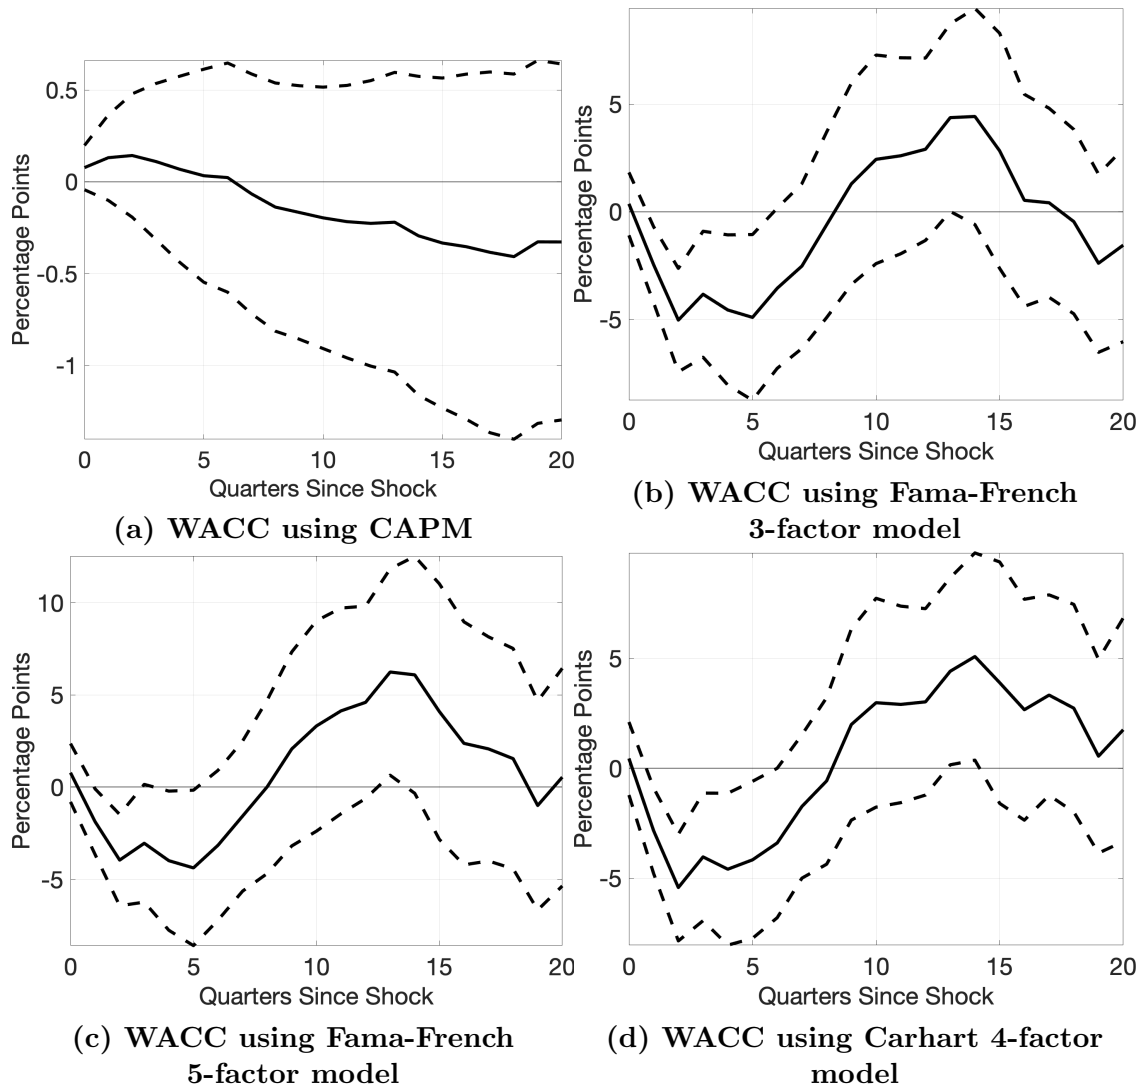 0.5
0
-0.5
-1
Percentage Points
0
5
10
15
20
Quarters Since Shock
(a) WACC using CAPM
5
0
-5
Percentage Points
0
5
10
15
20
Quarters Since Shock
(b) WACC using Fama-French
3-factor model
10
5
0
-5
Percentage Points
0
5
10
15
20
Quarters Since Shock
(c) WACC using Fama-French
5-factor model
5
0
-5
Percentage Points
0
5
10
15
20
Quarters Since Shock
(d) WACC using Carhart 4-factor
model